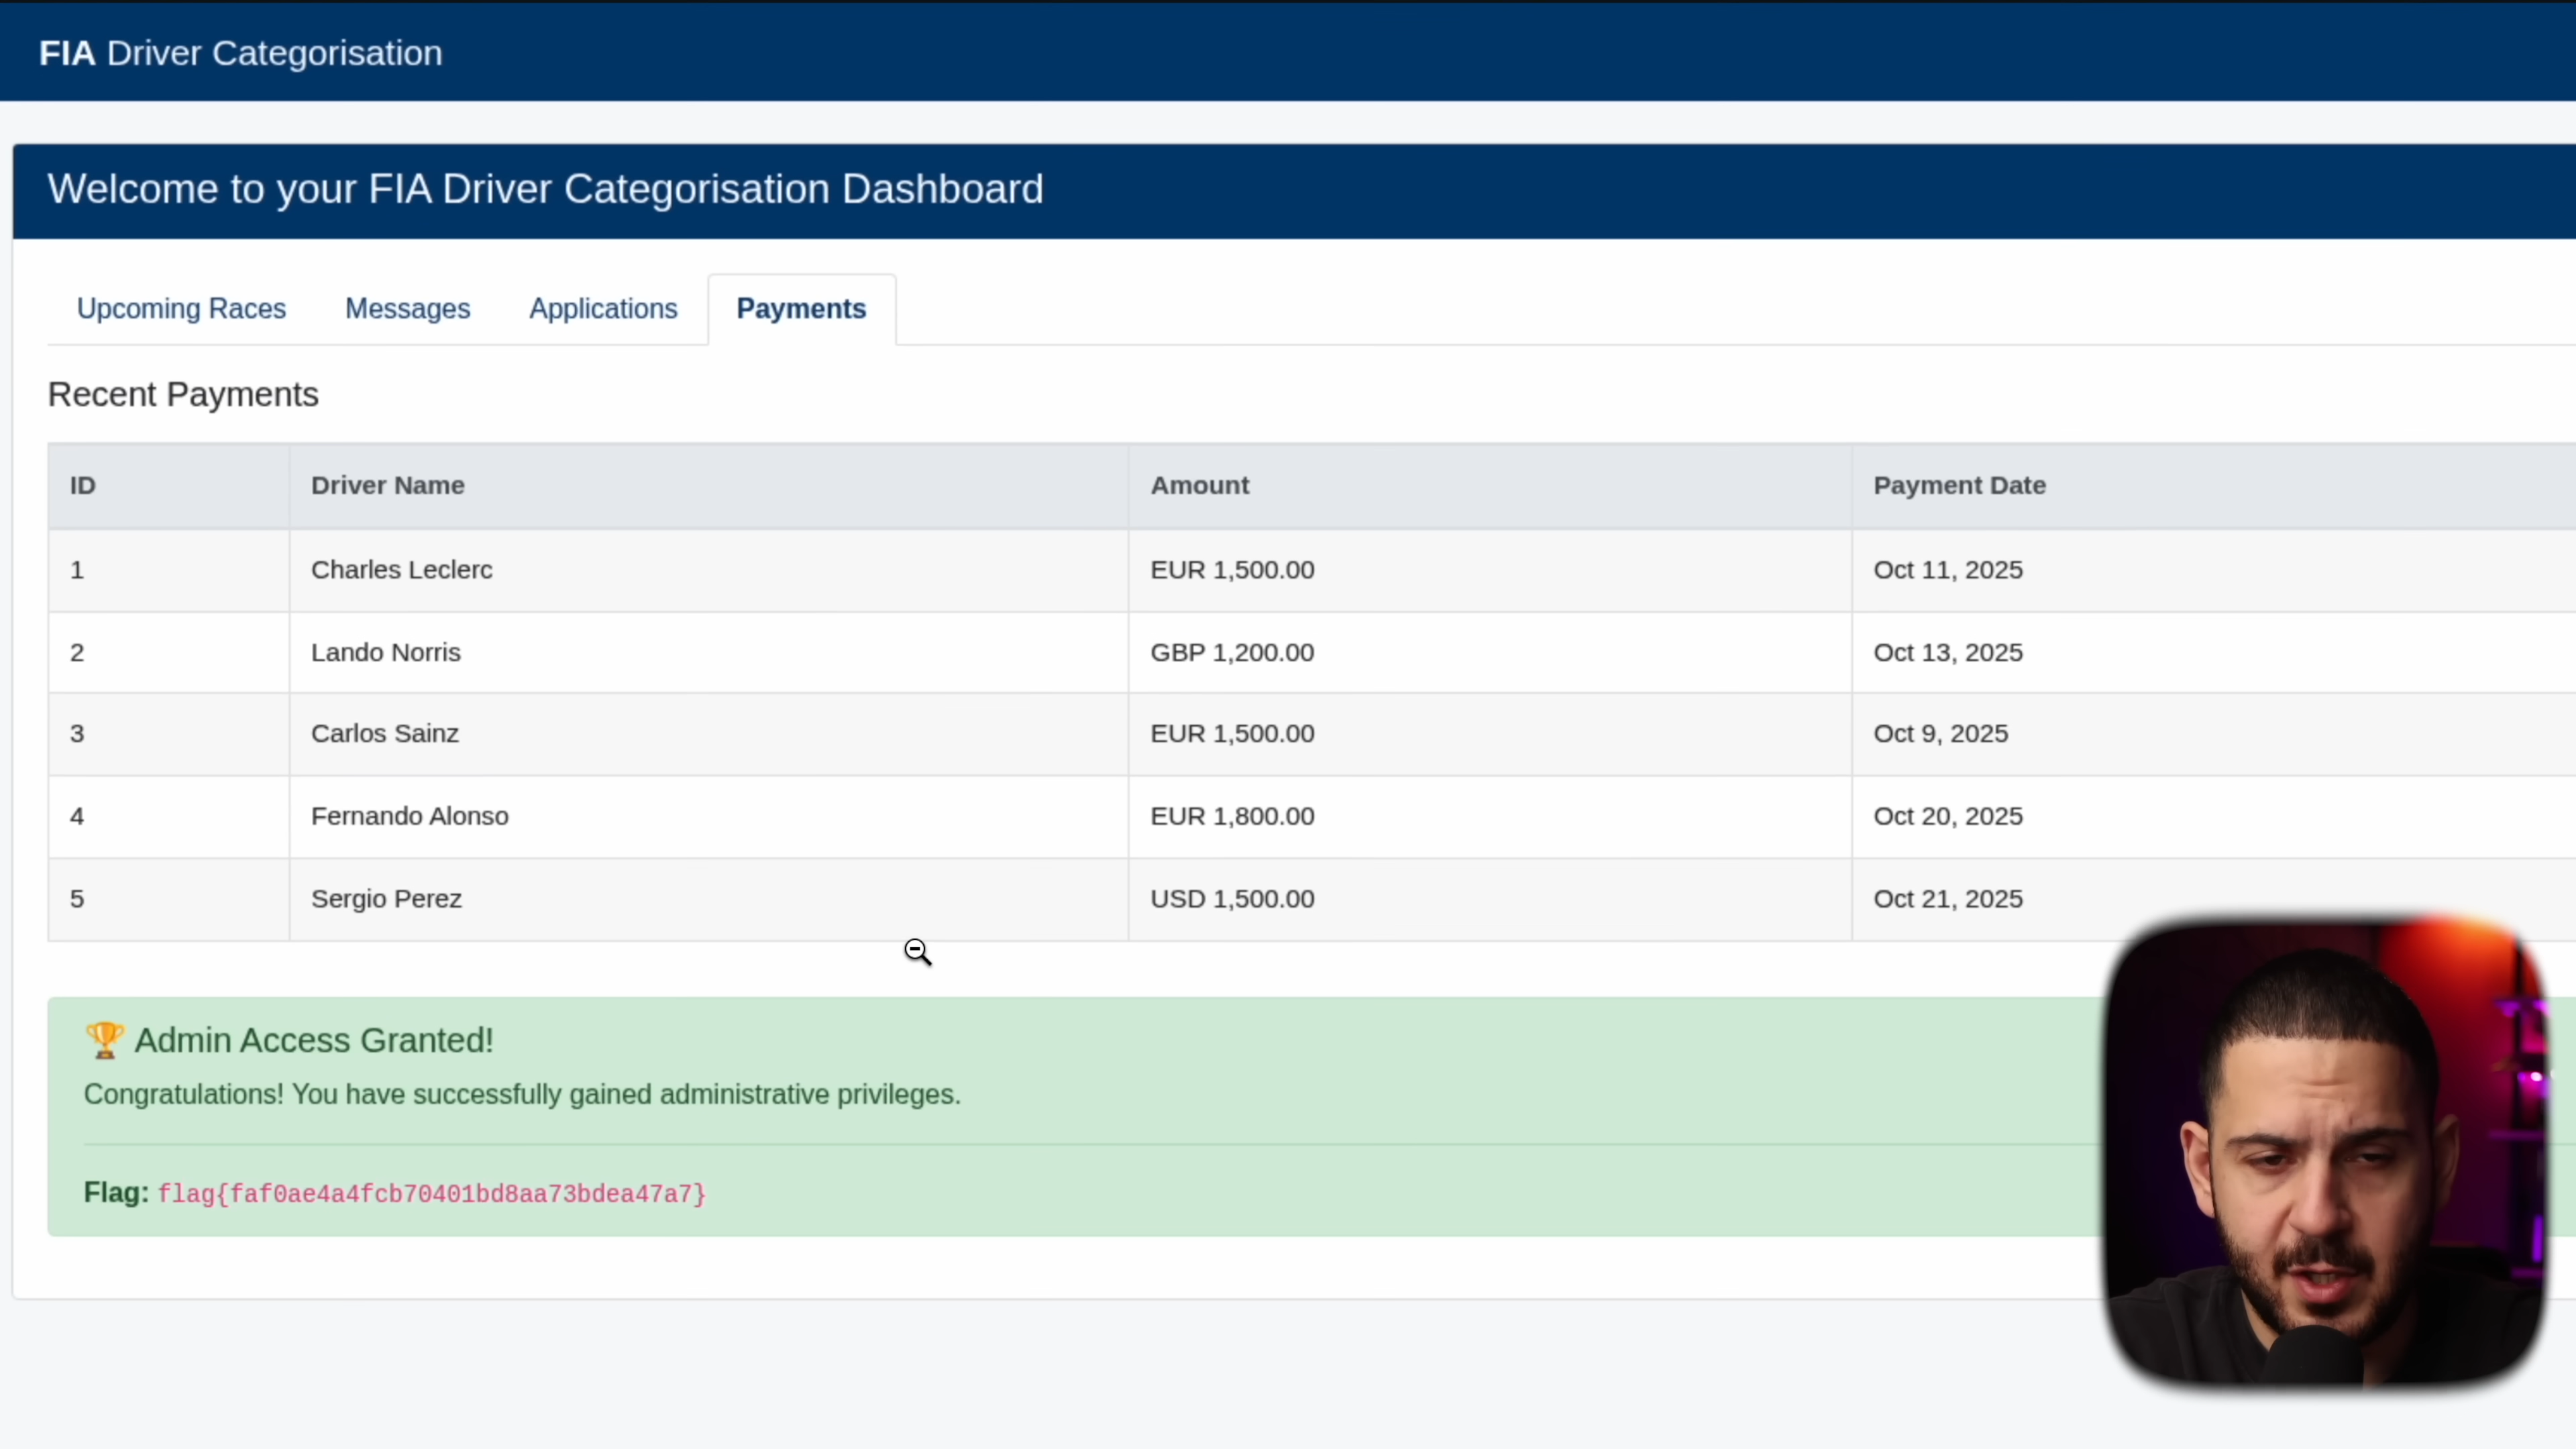 FIA Driver Categorisation
Welcome to your FIA Driver Categorisation Dashboard
Upcoming Races Messages Applications Payments
Recent Payments
ID Driver Name Amount Payment Date
1 Charles Leclerc EUR 1,500.00 Oct 11, 2025
2 Lando Norris GBP 1,200.00 Oct 13, 2025
3 Carlos Sainz EUR 1,500.00 Oct 9, 2025
4 Fernando Alonso EUR 1,800.00 Oct 20, 2025
5 Sergio Perez USD 1,500.00 Oct 21, 2025
🏆 Admin Access Granted!
Congratulations! You have successfully gained administrative privileges.
Flag: flag{faf0ae4a4fcb70401bd8aa73bdea47a7}